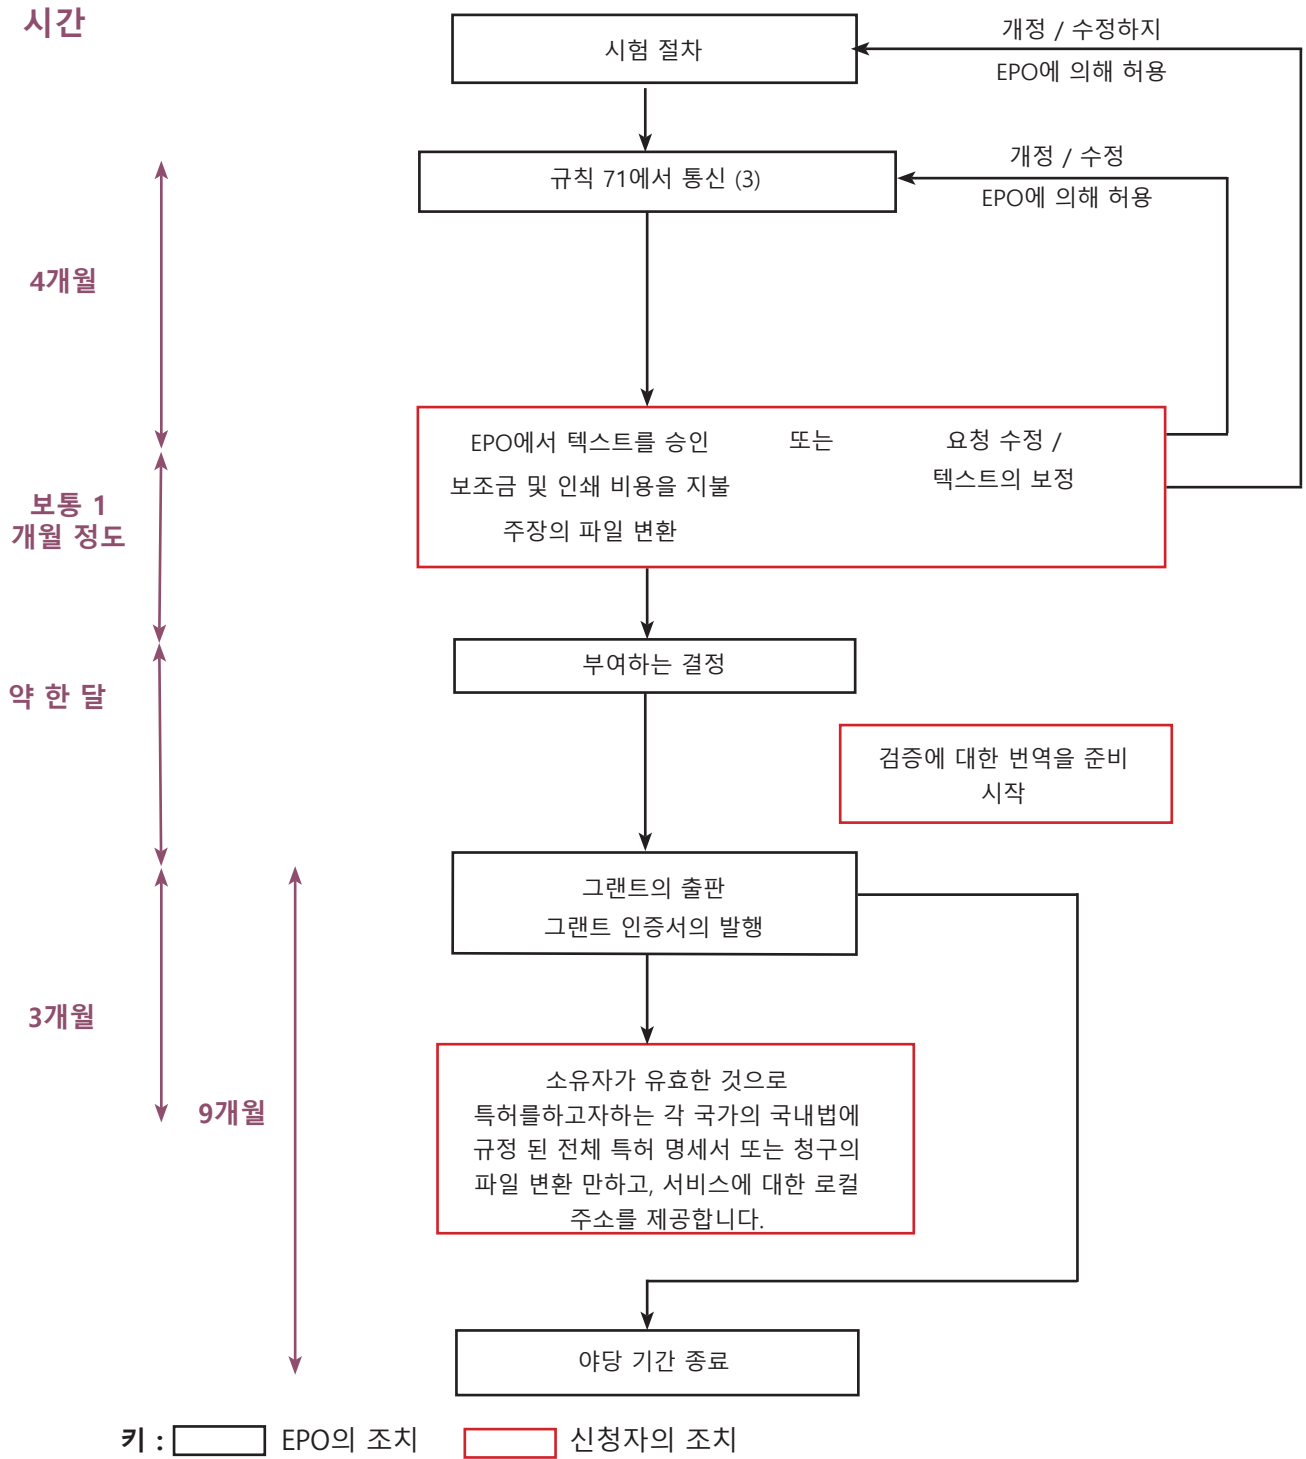 시간
시험 절차
개정 / 수정하지
EPO에 의해 허용
규칙 71에서 통신 (3)
개정 / 수정
EPO에 의해 허용
4개월
EPO에서 텍스트를 승인
보조금 및 인쇄 비용을 지불
주장의 파일 변환
또는
요청 수정 /
텍스트의 보정
보통 1
개월 정도
부여하는 결정
약 한 달
검증에 대한 번역을 준비
시작
그랜트의 출판
그랜트 인증서의 발행
3개월
9개월
소유자가 유효한 것으로
특허를하고자하는 각 국가의 국내법에
규정 된 전체 특허 명세서 또는 청구의
파일 변환 만하고, 서비스에 대한 로컬
주소를 제공합니다.
야당 기간 종료
키 : EPO의 조치 신청자의 조치